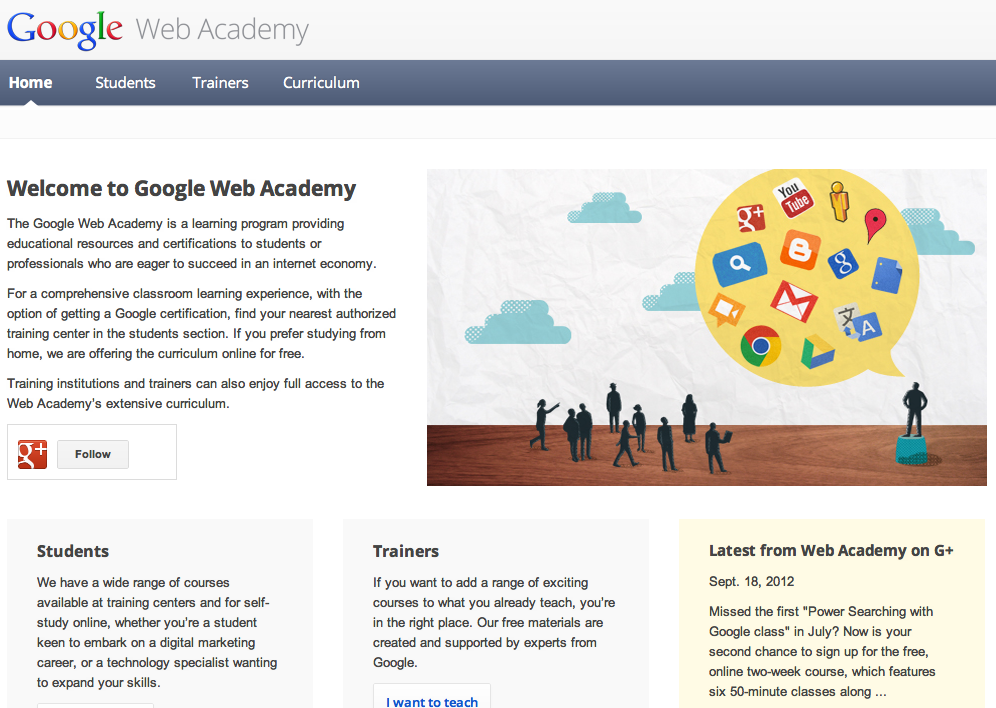 Google Web Academy
Home Students Trainers Curriculum
Welcome to Google Web Academy
The Google Web Academy is a learning program providing
educational resources and certifications to students or
professionals who are eager to succeed in an internet economy.
For a comprehensive classroom learning experience, with the
option of getting a Google certification, find your nearest authorized
training center in the students section. If you prefer studying from
home, we are offering the curriculum online for free.
Training institutions and trainers can also enjoy full access to the
Web Academy's extensive curriculum.
g+ Follow
You
Tube
g+
g
文
A
Students
We have a wide range of courses
available at training centers and for self-
study online, whether you're a student
keen to embark on a digital marketing
career, or a technology specialist wanting
to expand your skills.
Trainers
If you want to add a range of exciting
courses to what you already teach, you're
in the right place. Our free materials are
created and supported by experts from
Google.
I want to teach
Latest from Web Academy on G+
Sept. 18, 2012
Missed the first "Power Searching with
Google class" in July? Now is your
second chance to sign up for the free,
online two-week course, which features
six 50-minute classes along ...